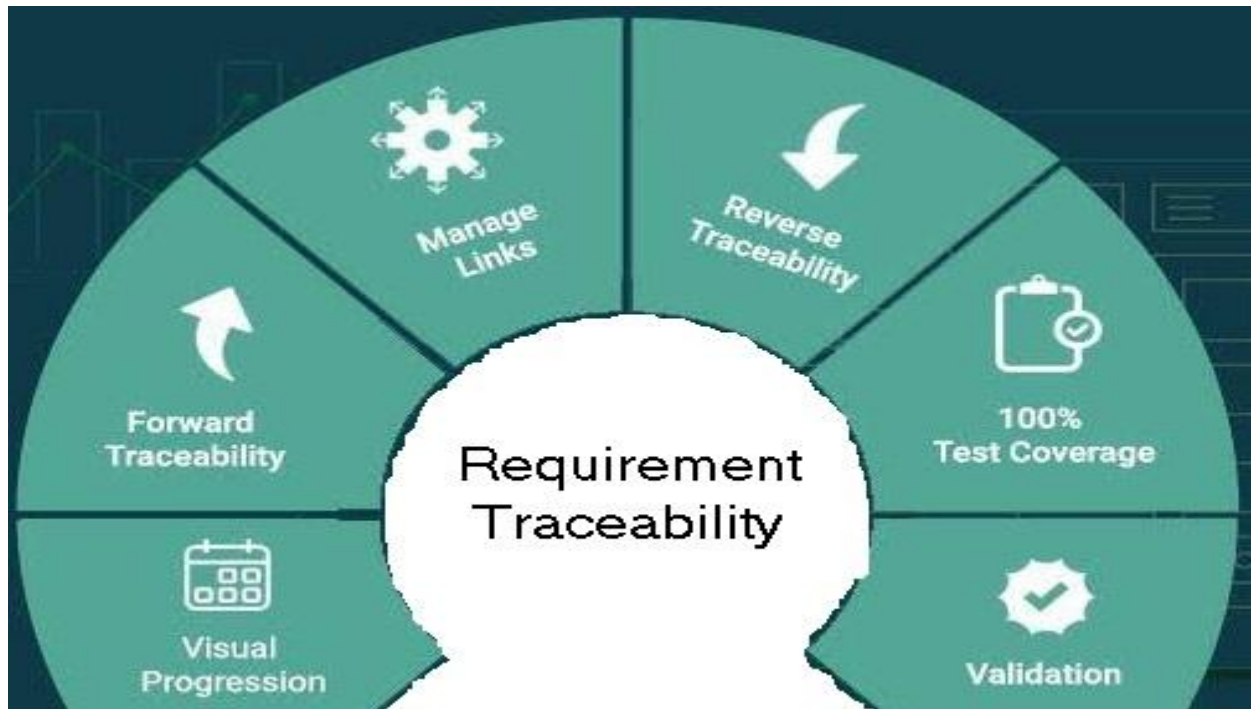 Manage
Links
Reverse
Traceability
Forward
Traceability
100%
Test Coverage
Requirement
Traceability
Visual
Progression
Validation